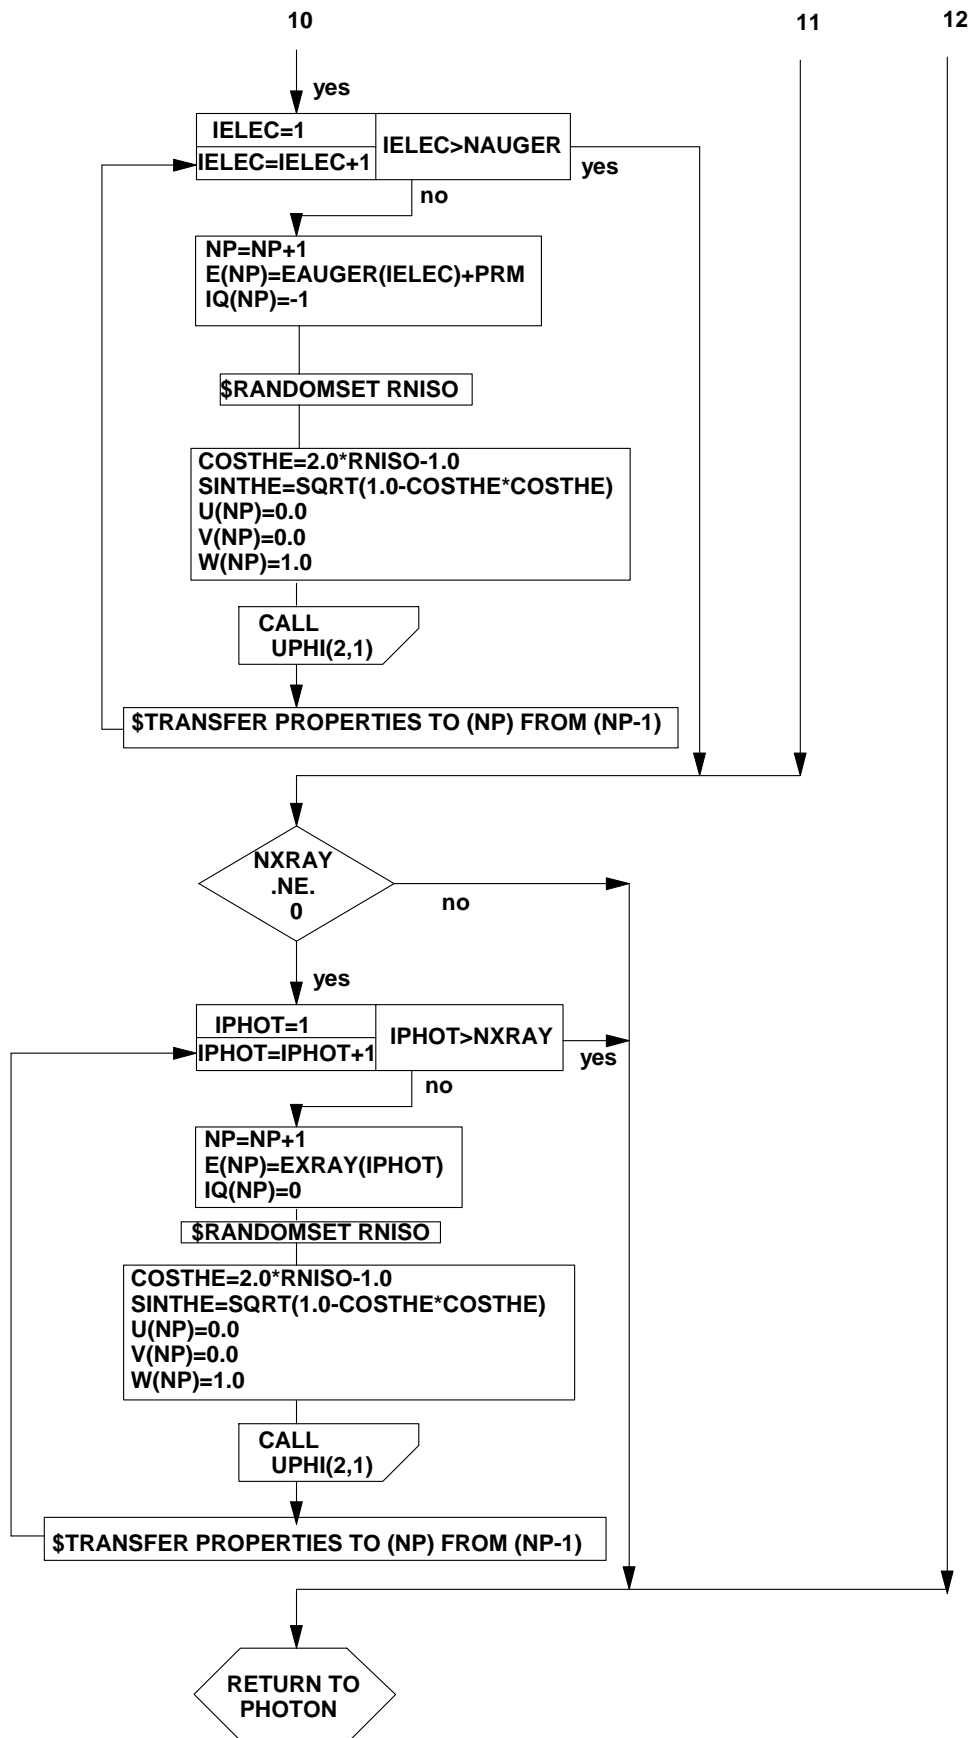 10
11
12
yes
IELEC=1
IELEC=IELEC+1
IELEC>NAUGER
yes
no
NP=NP+1
E(NP)=EAUGER(IELEC)+PRM
IQ(NP)=-1
$RANDOMSET RNISO
COSTHE=2.0*RNISO-1.0
SINTHE=SQRT(1.0-COSTHE*COSTHE)
U(NP)=0.0
V(NP)=0.0
W(NP)=1.0
CALL
UPHI(2,1)
$TRANSFER PROPERTIES TO (NP) FROM (NP-1)
NXRAY
.NE.
0
no
yes
IPHOT=1
IPHOT=IPHOT+1
IPHOT>NXRAY
yes
no
NP=NP+1
E(NP)=EXRAY(IPHOT)
IQ(NP)=0
$RANDOMSET RNISO
COSTHE=2.0*RNISO-1.0
SINTHE=SQRT(1.0-COSTHE*COSTHE)
U(NP)=0.0
V(NP)=0.0
W(NP)=1.0
CALL
UPHI(2,1)
$TRANSFER PROPERTIES TO (NP) FROM (NP-1)
RETURN TO
PHOTON